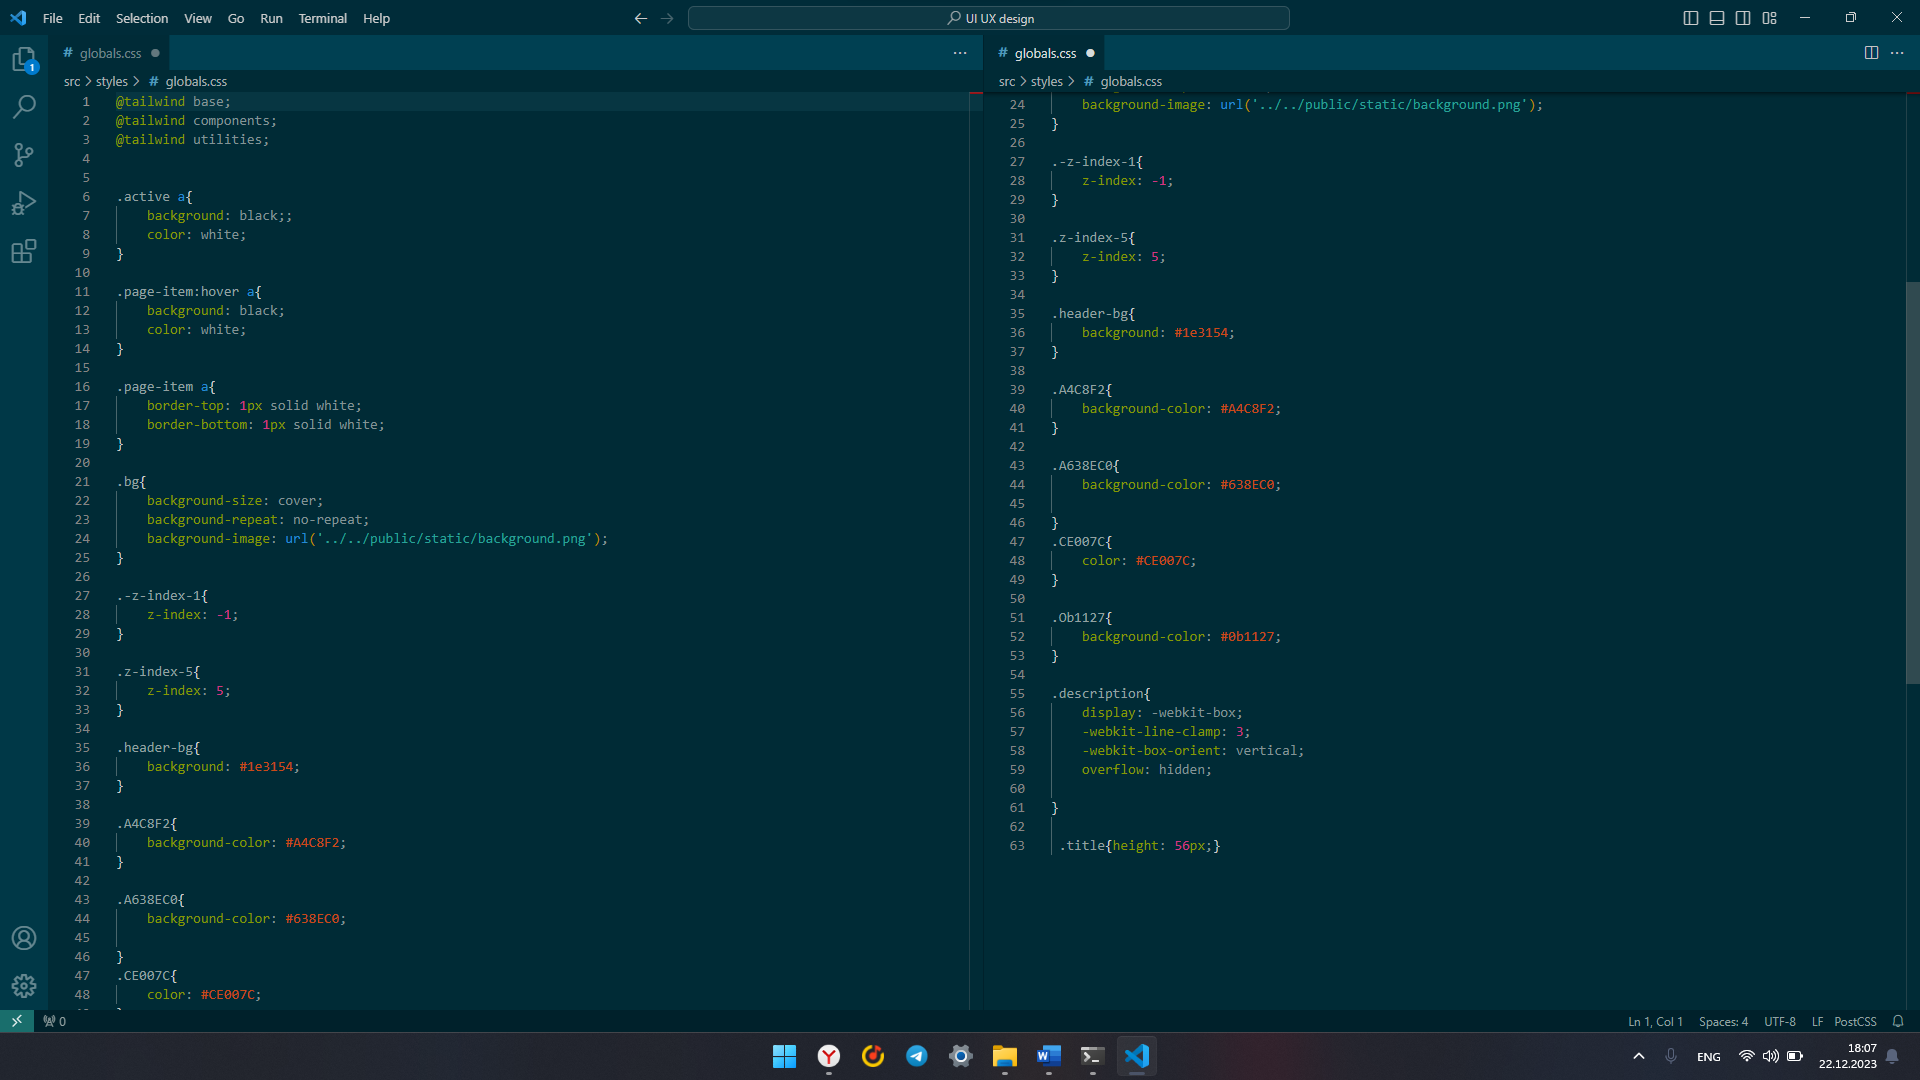 File Edit Selection View Go Run Terminal Help
UI UX design
1
# globals.css
src > styles > # globals.css
1 @tailwind base;
2 @tailwind components;
3 @tailwind utilities;
4
5
6 .active a{
7 background: black;;
8 color: white;
9 }
10
11 .page-item:hover a{
12 background: black;
13 color: white;
14 }
15
16 .page-item a{
17 border-top: 1px solid white;
18 border-bottom: 1px solid white;
19 }
20
21 .bg{
22 background-size: cover;
23 background-repeat: no-repeat;
24 background-image: url('../../public/static/background.png');
25 }
26
27 .-z-index-1{
28 z-index: -1;
29 }
30
31 .z-index-5{
32 z-index: 5;
33 }
34
35 .header-bg{
36 background: #1e3154;
37 }
38
39 .A4C8F2{
40 background-color: #A4C8F2;
41 }
42
43 .A638EC0{
44 background-color: #638EC0;
45
46 }
47 .CE007C{
48 color: #CE007C;
# globals.css
src > styles > # globals.css
24 background-image: url('../../public/static/background.png');
25 }
26
27 .-z-index-1{
28 z-index: -1;
29 }
30
31 .z-index-5{
32 z-index: 5;
33 }
34
35 .header-bg{
36 background: #1e3154;
37 }
38
39 .A4C8F2{
40 background-color: #A4C8F2;
41 }
42
43 .A638EC0{
44 background-color: #638EC0;
45
46 }
47 .CE007C{
48 color: #CE007C;
49 }
50
51 .Ob1127{
52 background-color: #0b1127;
53 }
54
55 .description{
56 display: -webkit-box;
57 -webkit-line-clamp: 3;
58 -webkit-box-orient: vertical;
59 overflow: hidden;
60
61 }
62
63 .title{height: 56px;}
0
Ln 1, Col 1 Spaces: 4 UTF-8 LF PostCSS
ENG
18:07
22.12.2023